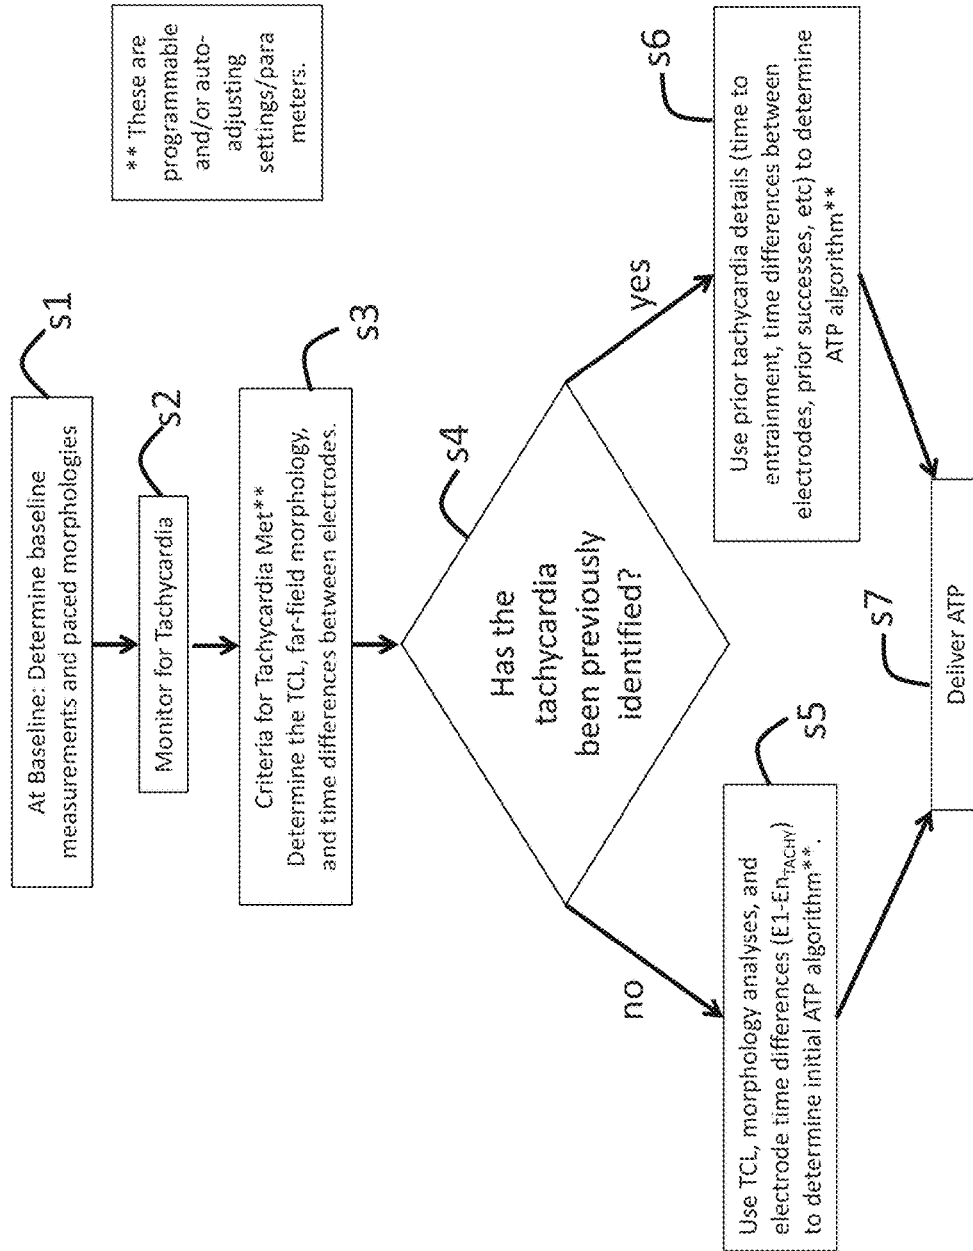 At Baseline: Determine baseline
measurements and paced morphologies
s1
** These are
programmable
and/or auto-
adjusting
settings/para
meters.
Monitor for Tachycardia
s2
Criteria for Tachycardia Met**
Determine the TCL, far-field morphology,
and time differences between electrodes.
s3
Has the
tachycardia
been previously
identified?
s4
no
yes
Use TCL, morphology analyses, and
electrode time differences (E1-EnTACHY)
to determine initial ATP algorithm**.
s5
Use prior tachycardia details (time to
entrainment, time differences between
electrodes, prior successes, etc) to determine
ATP algorithm**
s6
Deliver ATP
s7